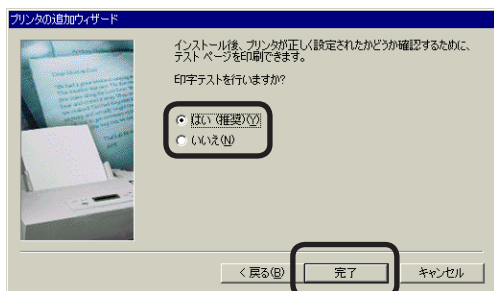 プリンタの追加ウィザード
インストール後、プリンタが正しく設定されたかどうか確認するために、
テスト ページを印刷できます。
印字テストを行いますか?
はい (推奨)(Y)
いいえ(N)
< 戻る(B)
完了
キャンセル